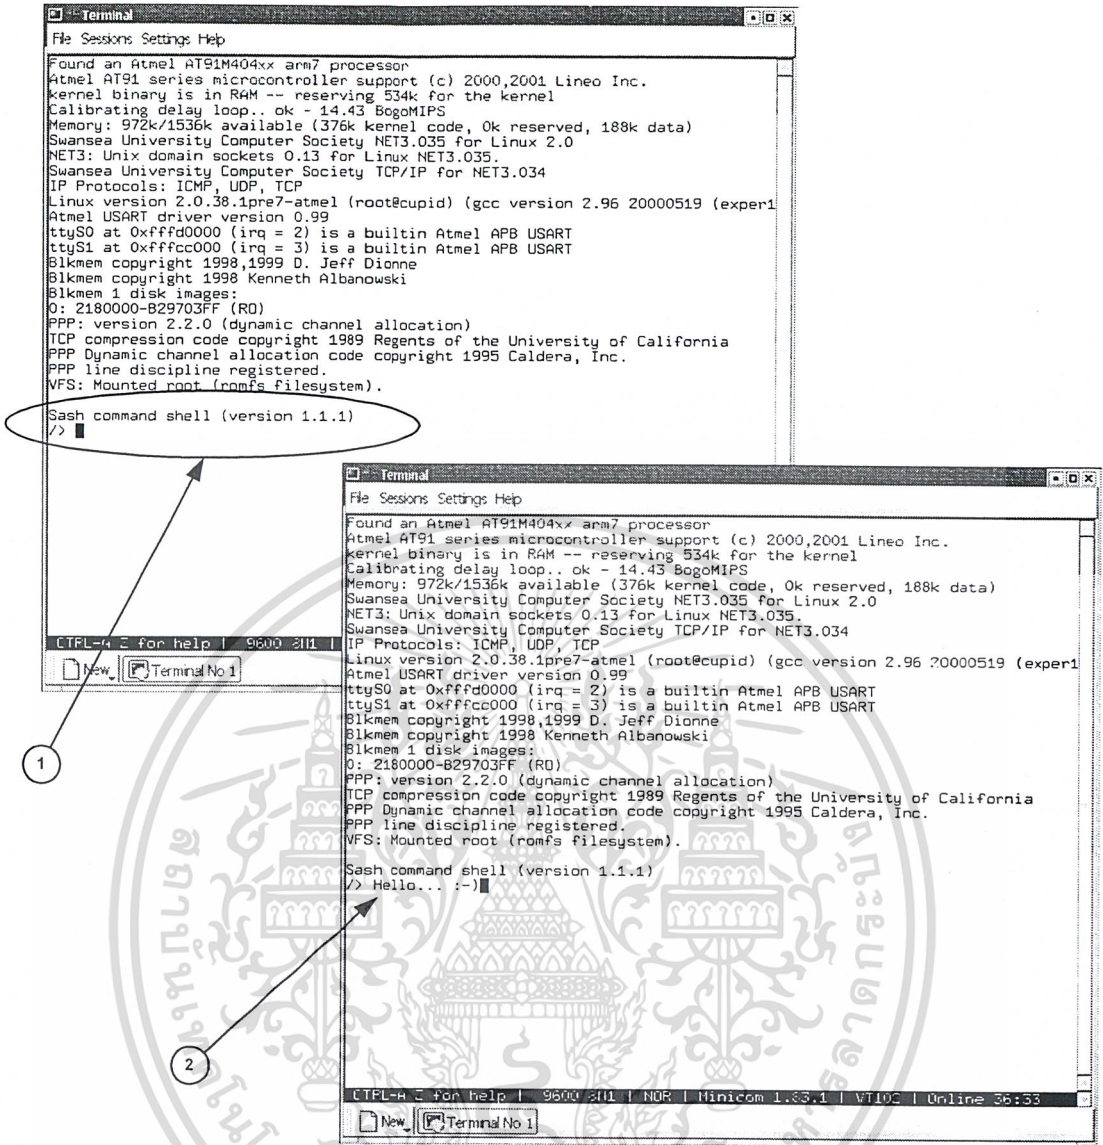 Terminal
File Sessions Settings Help
Found an Atmel AT91M404xx arm7 processor
Atmel AT91 series microcontroller support (c) 2000,2001 Lineo Inc.
kernel binary is in RAM -- reserving 534k for the kernel
Calibrating delay loop.. ok - 14.43 BogoMIPS
Memory: 972k/1536k available (376k kernel code, 0k reserved, 188k data)
Swansea University Computer Society NET3.035 for Linux 2.0
NET3: Unix domain sockets 0.13 for Linux NET3.035.
Swansea University Computer Society TCP/IP for NET3.034
IP Protocols: ICMP, UDP, TCP
Linux version 2.0.38.1pre7-atmel (root@cupid) (gcc version 2.96 20000519 (exper1
Atmel USART driver version 0.99
ttyS0 at 0xfffd0000 (irq = 2) is a builtin Atmel APB USART
ttyS1 at 0xfffcc000 (irq = 3) is a builtin Atmel APB USART
Blkmem copyright 1998,1999 D. Jeff Dionne
Blkmem copyright 1998 Kenneth Albanowski
Blkmem 1 disk images:
0: 2180000-B29703FF (RO)
PPP: version 2.2.0 (dynamic channel allocation)
TCP compression code copyright 1989 Regents of the University of California
PPP Dynamic channel allocation code copyright 1995 Caldera, Inc.
PPP line discipline registered.
VFS: Mounted root (romfs filesystem).
Sash command shell (version 1.1.1)
/>
CTRL-A Z for help | 9600 8N1 |
New Terminal No 1
1
Terminal
File Sessions Settings Help
Found an Atmel AT91M404xx arm7 processor
Atmel AT91 series microcontroller support (c) 2000,2001 Lineo Inc.
kernel binary is in RAM -- reserving 534k for the kernel
Calibrating delay loop.. ok - 14.43 BogoMIPS
Memory: 972k/1536k available (376k kernel code, 0k reserved, 188k data)
Swansea University Computer Society NET3.035 for Linux 2.0
NET3: Unix domain sockets 0.13 for Linux NET3.035.
Swansea University Computer Society TCP/IP for NET3.034
IP Protocols: ICMP, UDP, TCP
Linux version 2.0.38.1pre7-atmel (root@cupid) (gcc version 2.96 20000519 (exper1
Atmel USART driver version 0.99
ttyS0 at 0xfffd0000 (irq = 2) is a builtin Atmel APB USART
ttyS1 at 0xfffcc000 (irq = 3) is a builtin Atmel APB USART
Blkmem copyright 1998,1999 D. Jeff Dionne
Blkmem copyright 1998 Kenneth Albanowski
Blkmem 1 disk images:
0: 2180000-B29703FF (RO)
PPP: version 2.2.0 (dynamic channel allocation)
TCP compression code copyright 1989 Regents of the University of California
PPP Dynamic channel allocation code copyright 1995 Caldera, Inc.
PPP line discipline registered.
VFS: Mounted root (romfs filesystem).
Sash command shell (version 1.1.1)
/> Hello... :-)
2
CTRL-A Z for help | 9600 8N1 | NOR | Minicom 1.83.1 | VT102 | Online 36:33
New Terminal No 1